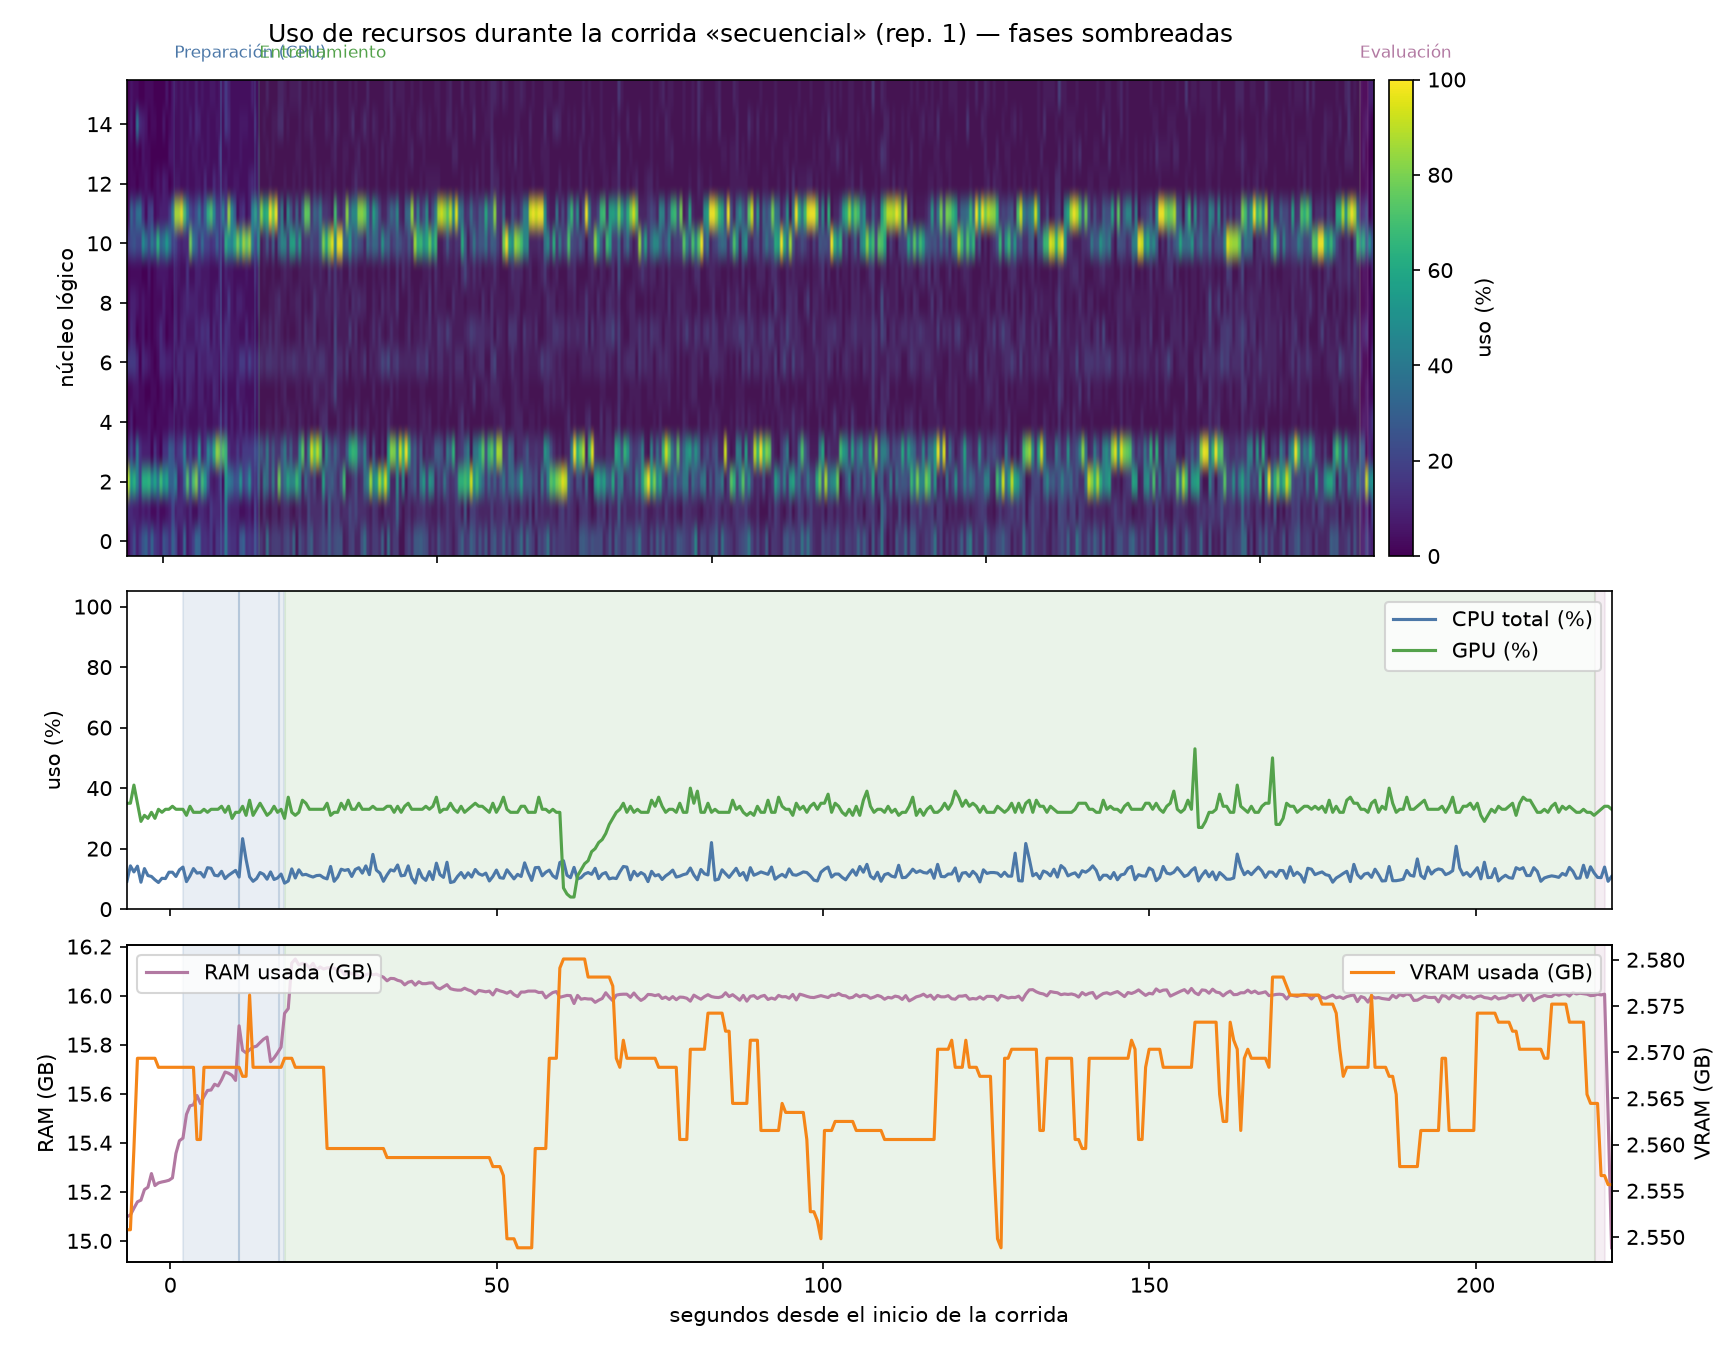 Uso de recursos durante la corrida «secuencial» (rep. 1) — fases sombreadas
Preparación (CPU)
Entrenamiento
Evaluación
14
12
10
8
6
4
2
0
núcleo lógico
100
80
60
40
20
0
uso (%)
100
80
60
40
20
0
uso (%)
CPU total (%)
GPU (%)
16.2
16.0
15.8
15.6
15.4
15.2
15.0
RAM (GB)
RAM usada (GB)
VRAM usada (GB)
2.580
2.575
2.570
2.565
2.560
2.555
2.550
VRAM (GB)
0
50
100
150
200
segundos desde el inicio de la corrida